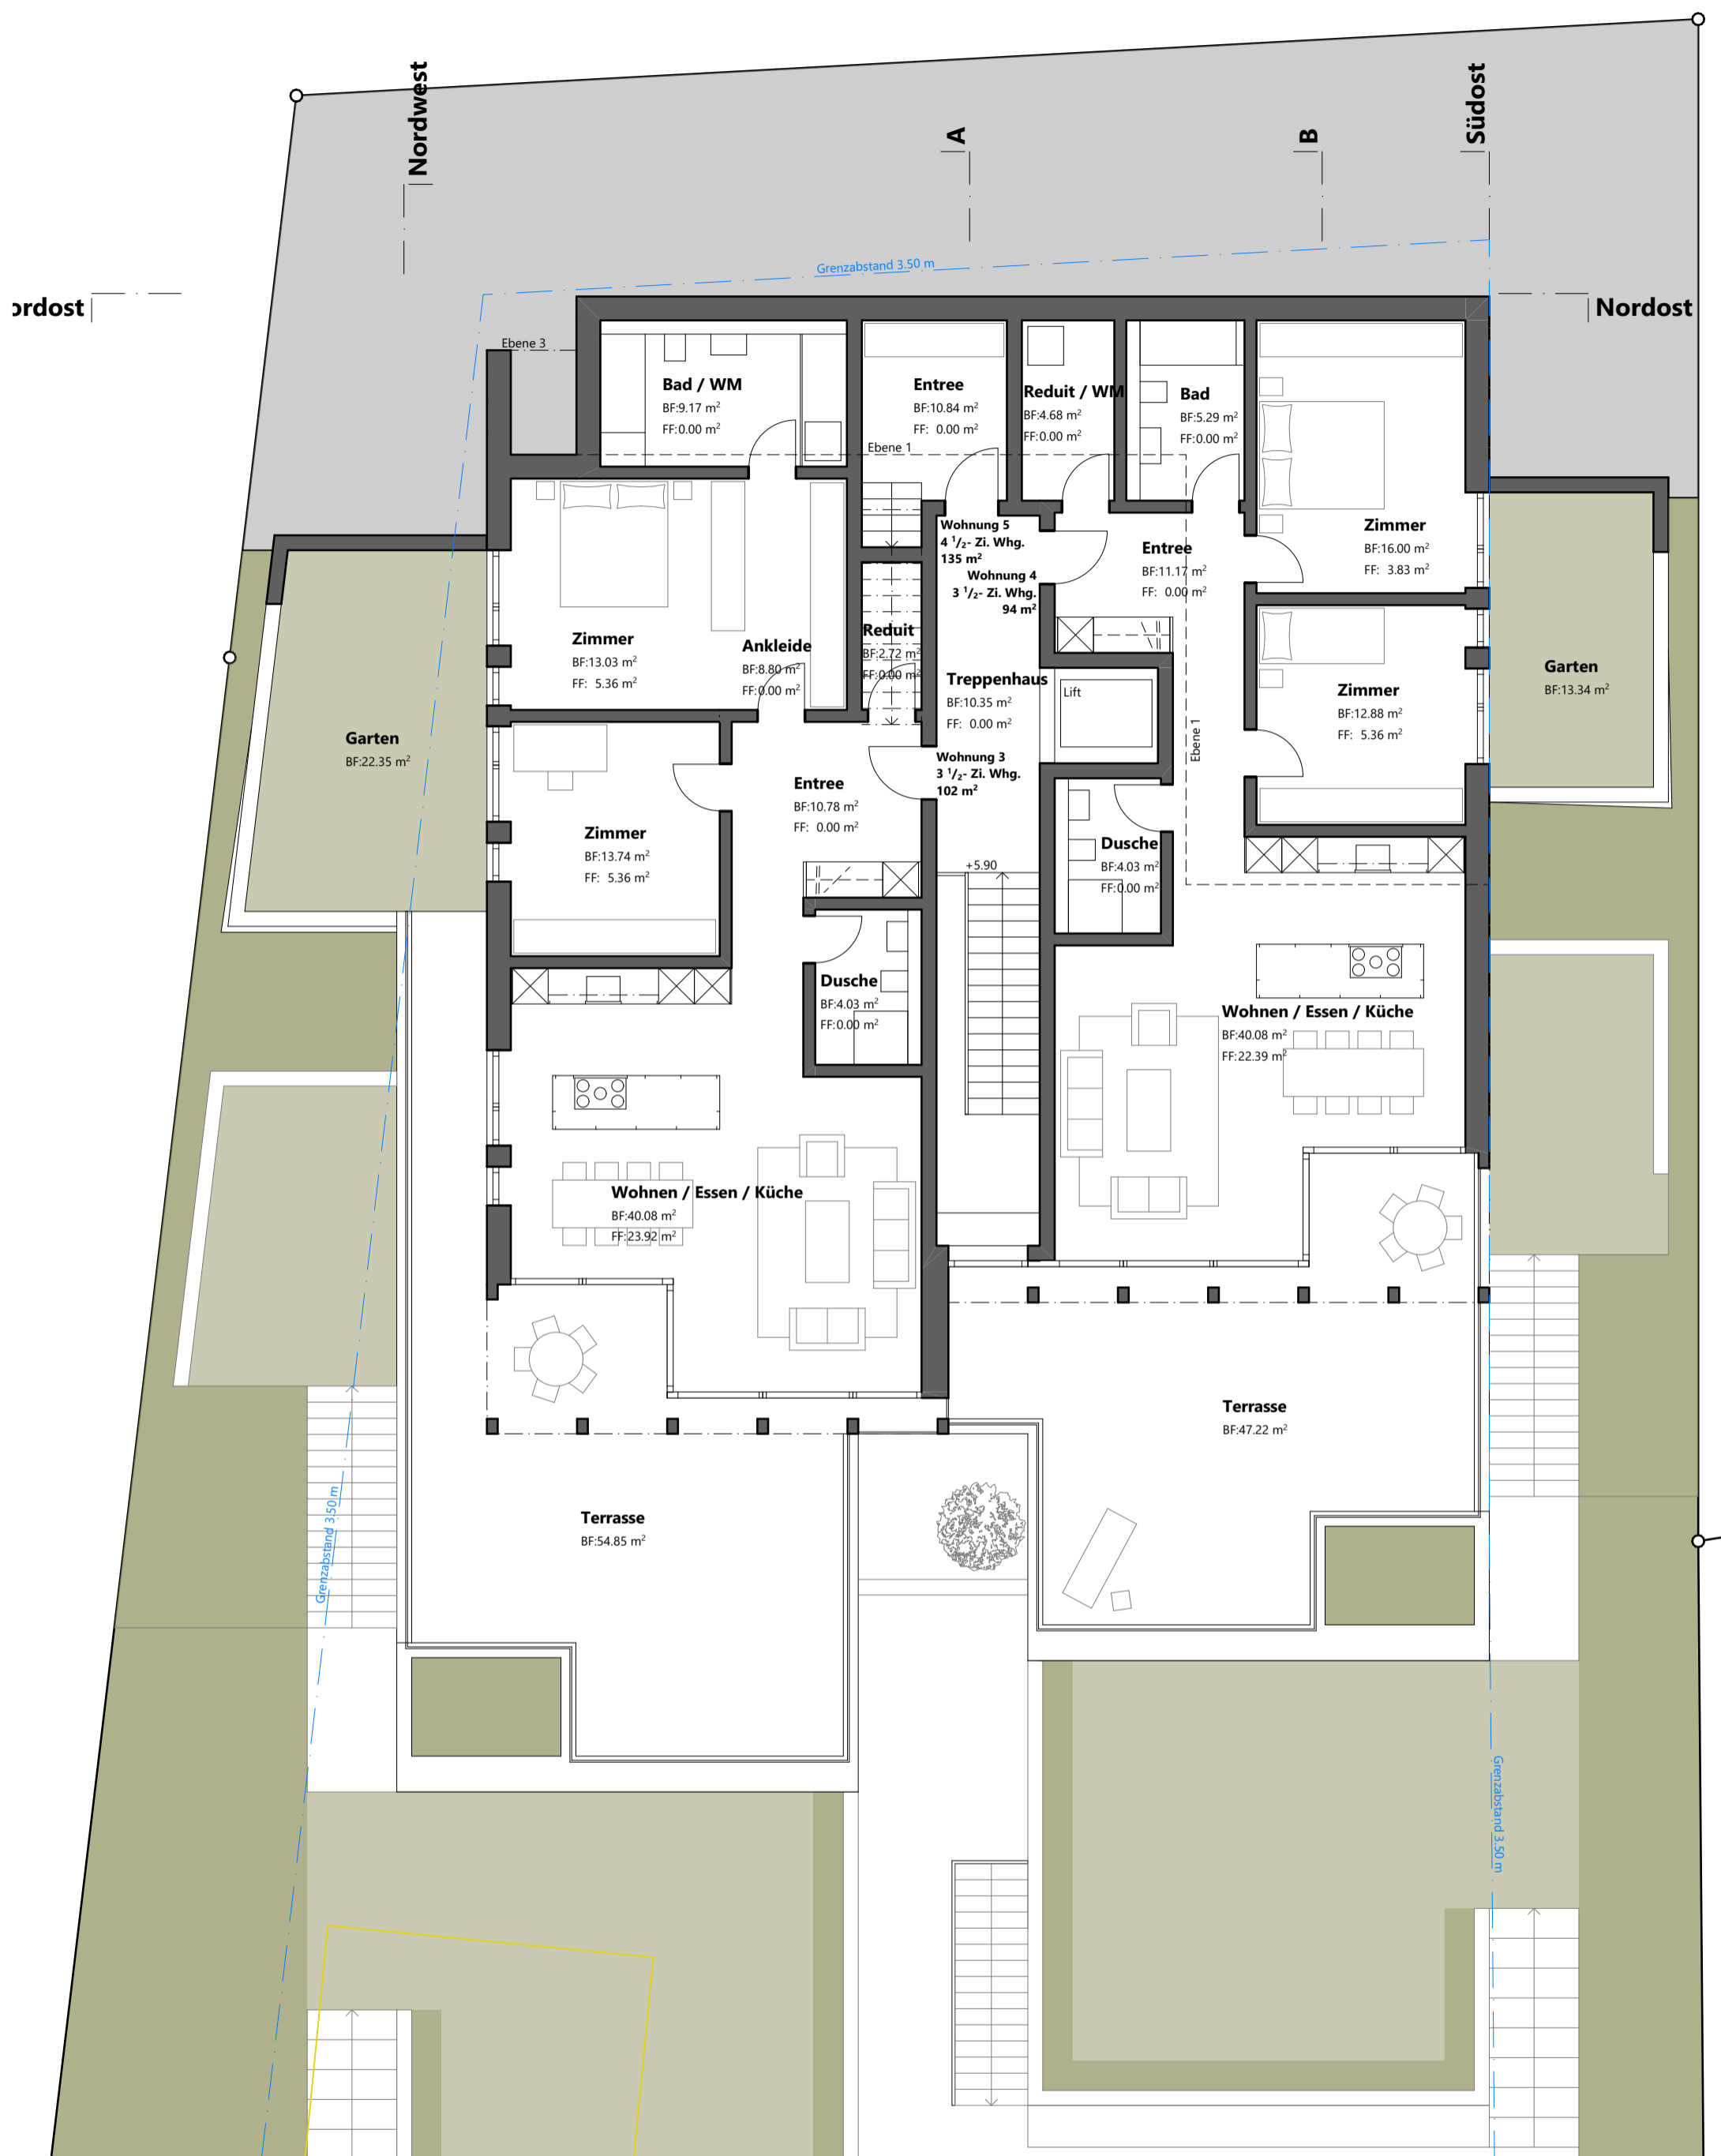 Nordwest
A
B
Südost
Grenzabstand 3.50 m
ordost
Nordost
Ebene 3
Bad / WM
BF:9.17 m²
FF:0.00 m²
Entree
BF:10.84 m²
FF: 0.00 m²
Ebene 1
Reduit / WM
BF:4.68 m²
FF:0.00 m²
Bad
BF:5.29 m²
FF:0.00 m²
Zimmer
BF:16.00 m²
FF: 3.83 m²
Wohnung 5
4 ¹/₂- Zi. Whg.
135 m²
Wohnung 4
3 ¹/₂- Zi. Whg.
94 m²
Entree
BF:11.17 m²
FF: 0.00 m²
Zimmer
BF:13.03 m²
FF: 5.36 m²
Ankleide
BF:8.80 m²
FF:0.00 m²
Reduit
BF:2.72 m²
FF:0.00 m²
Treppenhaus
BF:10.35 m²
FF: 0.00 m²
Lift
Zimmer
BF:12.88 m²
FF: 5.36 m²
Garten
BF:13.34 m²
Garten
BF:22.35 m²
Ebene 1
Wohnung 3
3 ¹/₂- Zi. Whg.
102 m²
Entree
BF:10.78 m²
FF: 0.00 m²
Zimmer
BF:13.74 m²
FF: 5.36 m²
+5.90
Dusche
BF:4.03 m²
FF:0.00 m²
Dusche
BF:4.03 m²
FF:0.00 m²
Wohnen / Essen / Küche
BF:40.08 m²
FF:22.39 m²
Wohnen / Essen / Küche
BF:40.08 m²
FF:23.92 m²
Terrasse
BF:47.22 m²
Terrasse
BF:54.85 m²
Grenzabstand 3.50 m
Grenzabstand 3.50 m